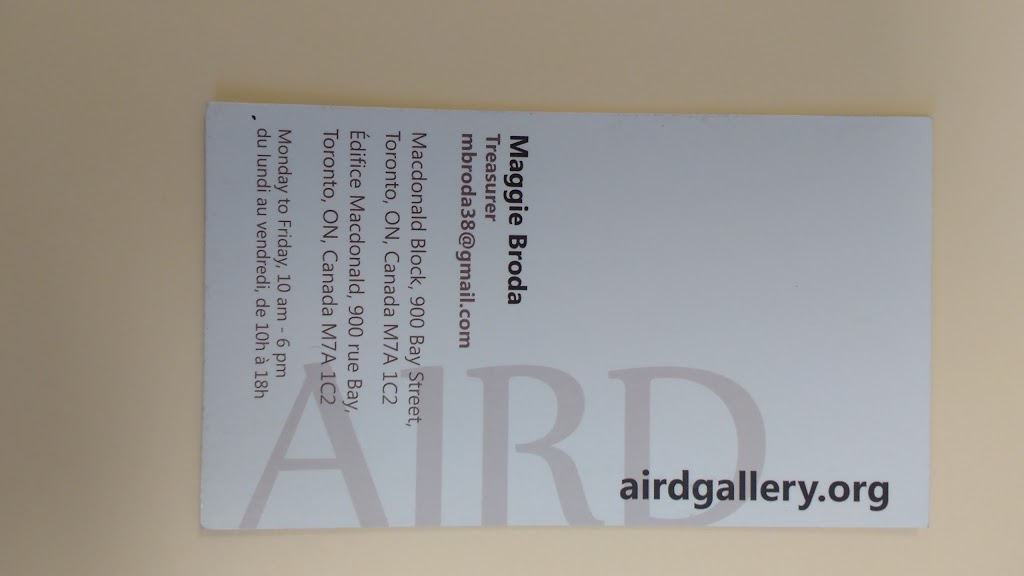 Maggie Broda
Treasurer
mbroda38@gmail.com
Macdonald Block, 900 Bay Street,
Toronto, ON, Canada M7A 1C2
Édifice Macdonald, 900 rue Bay,
Toronto, ON, Canada M7A 1C2
Monday to Friday, 10 am - 6 pm
du lundi au vendredi, de 10h à 18h
AIRD
airdgallery.org